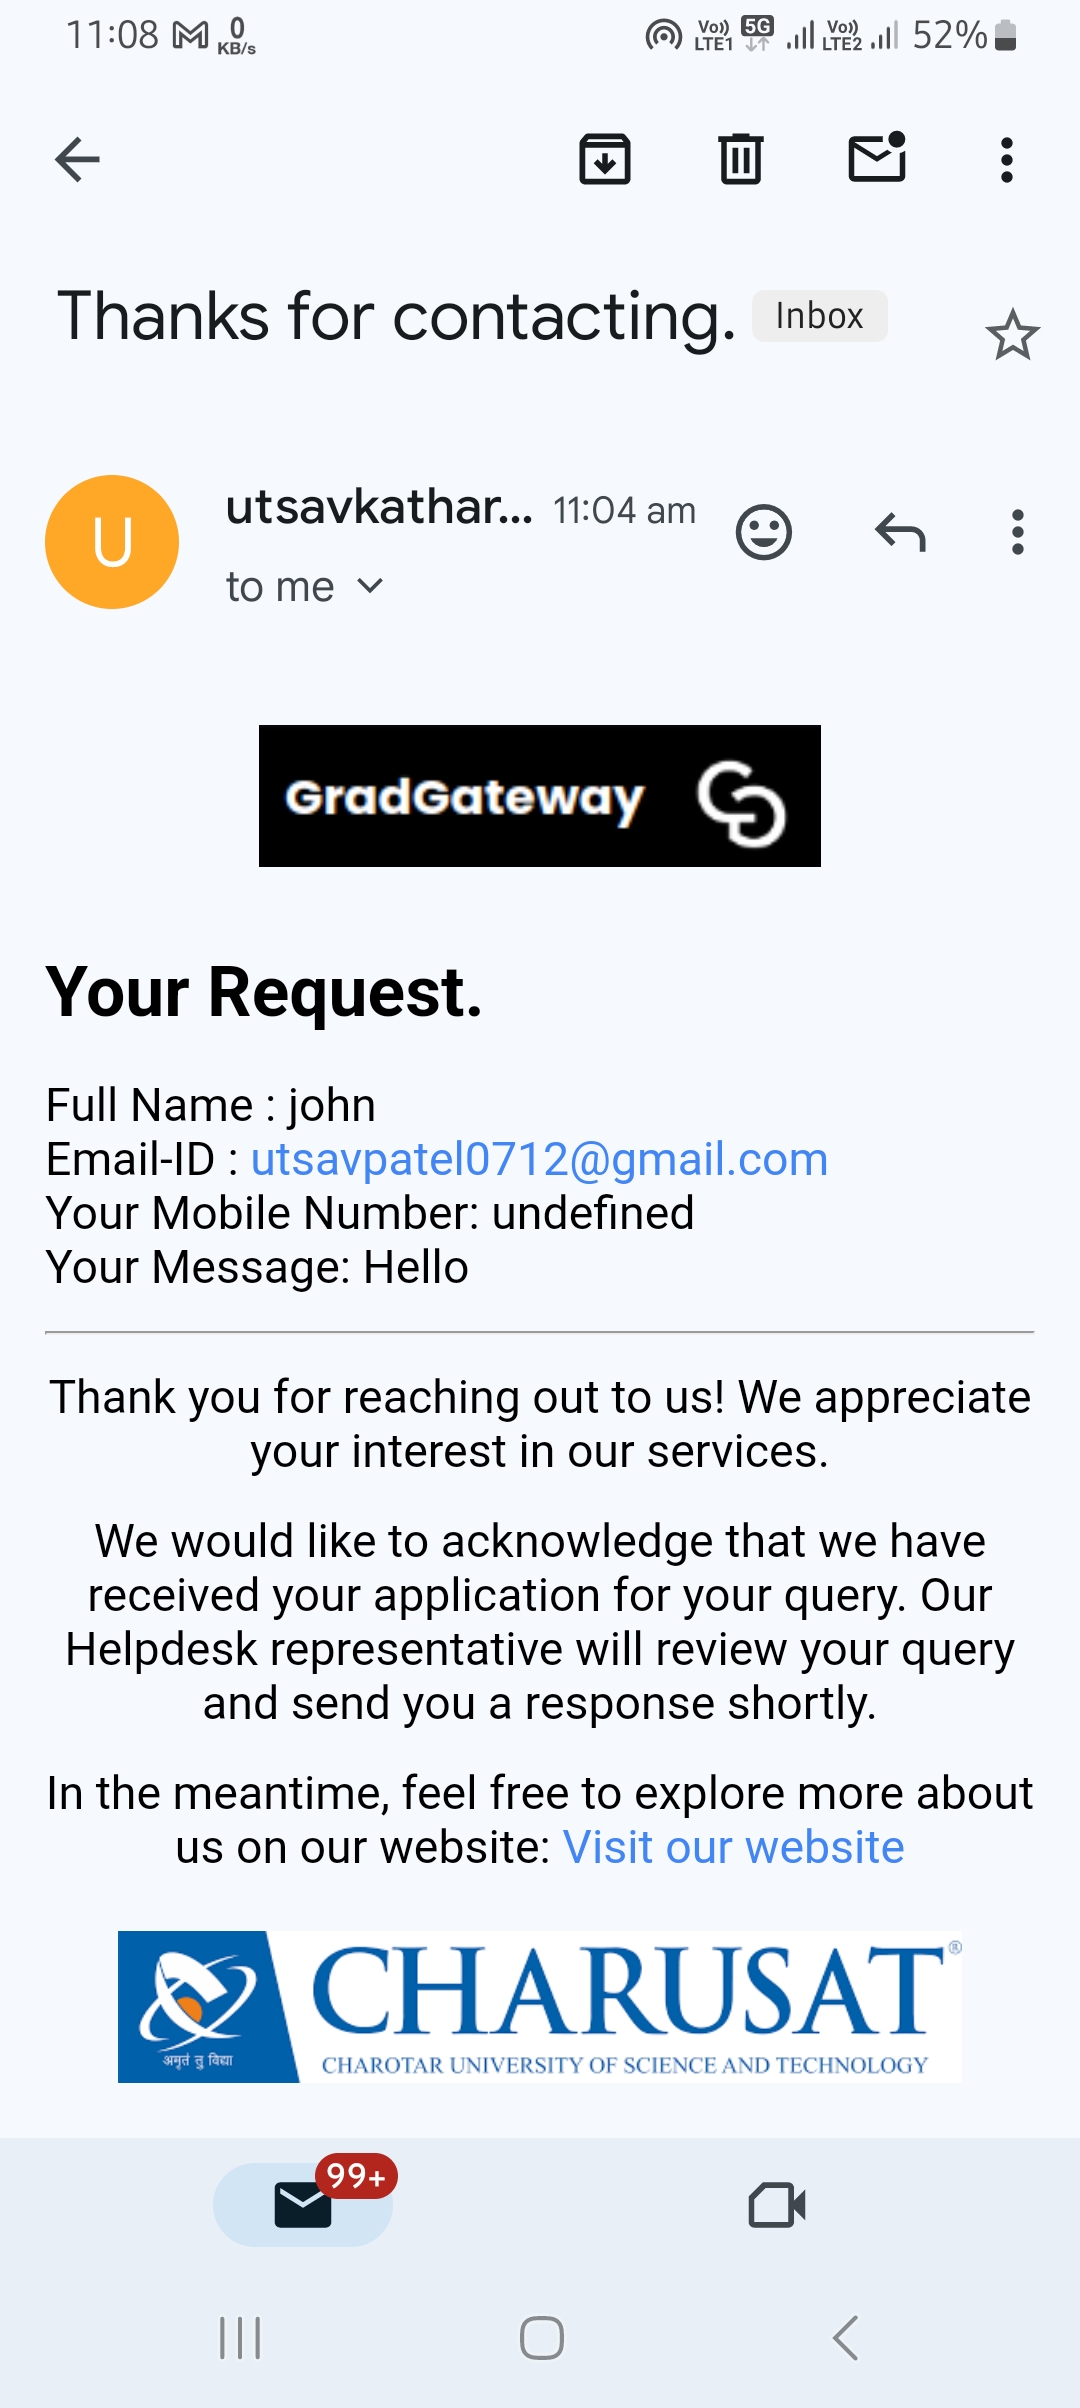 11:08 0 KB/s Vo)) LTE1 5G Vo)) LTE2 52%
Thanks for contacting. Inbox
U
utsavkathar... 11:04 am
to me
GradGateway
Your Request.
Full Name : john
Email-ID : utsavpatel0712@gmail.com
Your Mobile Number: undefined
Your Message: Hello
Thank you for reaching out to us! We appreciate
your interest in our services.
We would like to acknowledge that we have
received your application for your query. Our
Helpdesk representative will review your query
and send you a response shortly.
In the meantime, feel free to explore more about
us on our website: Visit our website
CHARUSAT®
अमृतं तु विद्या
CHAROTAR UNIVERSITY OF SCIENCE AND TECHNOLOGY
99+